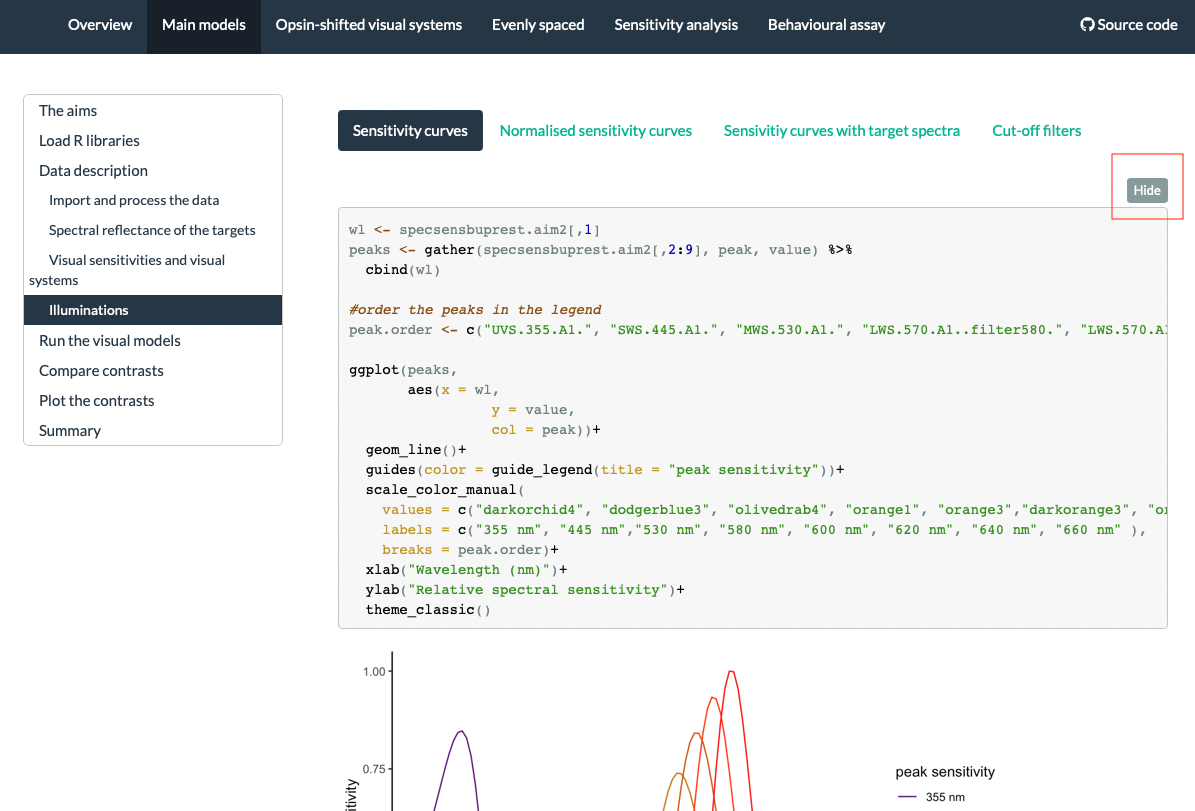 Overview Main models Opsin-shifted visual systems Evenly spaced Sensitivity analysis Behavioural assay Source code
The aims
Load R libraries
Data description
Import and process the data
Spectral reflectance of the targets
Visual sensitivities and visual
systems
Illuminations
Run the visual models
Compare contrasts
Plot the contrasts
Summary
Sensitivity curves Normalised sensitivity curves Sensivitiy curves with target spectra Cut-off filters
Hide
wl <- specsensbuprest.aim2[,1]
peaks <- gather(specsensbuprest.aim2[,2:9], peak, value) %>%
  cbind(wl)
#order the peaks in the legend
peak.order <- c("UVS.355.A1.", "SWS.445.A1.", "MWS.530.A1.", "LWS.570.A1..filter580.", "LWS.570.A1
ggplot(peaks,
       aes(x = wl,
                 y = value,
                 col = peak))+
  geom_line()+
  guides(color = guide_legend(title = "peak sensitivity"))+
  scale_color_manual(
    values = c("darkorchid4", "dodgerblue3", "olivedrab4", "orange1", "orange3","darkorange3", "or
    labels = c("355 nm", "445 nm","530 nm", "580 nm", "600 nm", "620 nm", "640 nm", "660 nm" ),
    breaks = peak.order)+
  xlab("Wavelength (nm)")+
  ylab("Relative spectral sensitivity")+
  theme_classic()
1.00
0.75
tivity
peak sensitivity
355 nm